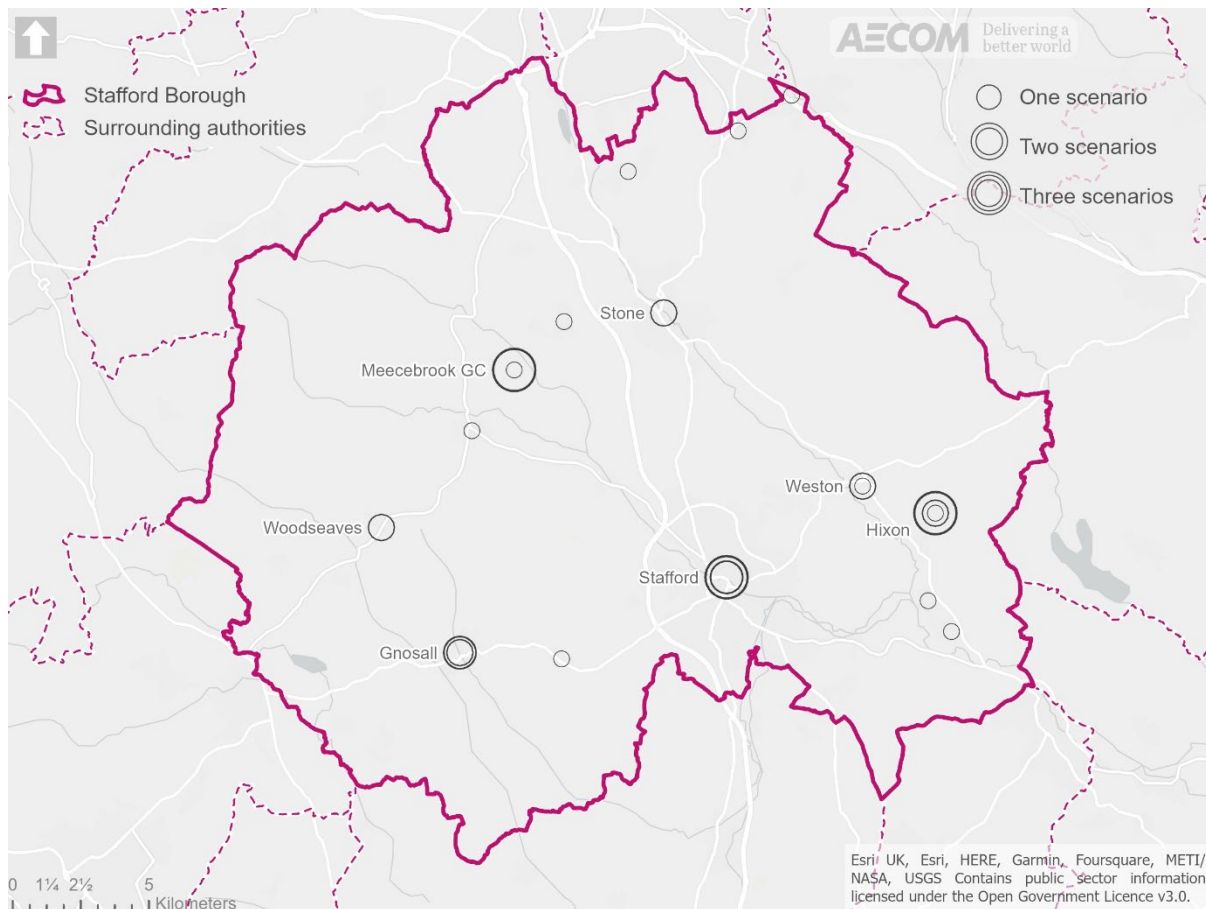 AECOM Delivering a
better world
Stafford Borough
Surrounding authorities
One scenario
Two scenarios
Three scenarios
Stone
Meecebrook GC
Weston
Hixon
Woodseaves
Stafford
Gnosall
0 1¼ 2½ 5
Kilometers
Esri UK, Esri, HERE, Garmin, Foursquare, METI/
NASA, USGS Contains public sector information
licensed under the Open Government Licence v3.0.